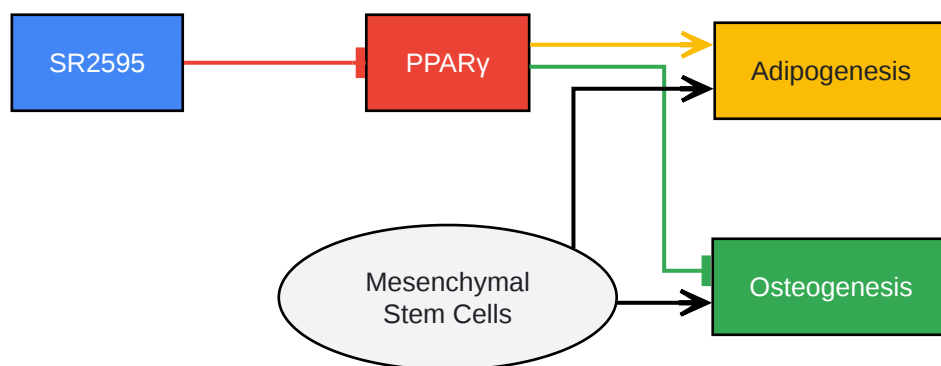 SR2595
PPARγ
Adipogenesis
Mesenchymal
Stem Cells
Osteogenesis